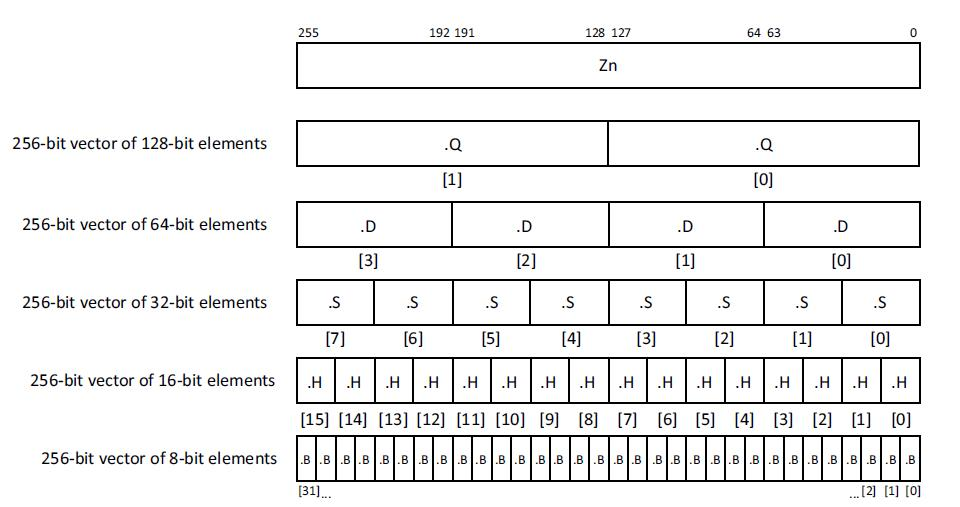 255 192 191 128 127 64 63 0
Zn
256-bit vector of 128-bit elements .Q .Q
[1] [0]
256-bit vector of 64-bit elements .D .D .D .D
[3] [2] [1] [0]
256-bit vector of 32-bit elements .S .S .S .S .S .S .S .S
[7] [6] [5] [4] [3] [2] [1] [0]
256-bit vector of 16-bit elements .H .H .H .H .H .H .H .H .H .H .H .H .H .H .H .H
[15] [14] [13] [12] [11] [10] [9] [8] [7] [6] [5] [4] [3] [2] [1] [0]
256-bit vector of 8-bit elements .B .B .B .B .B .B .B .B .B .B .B .B .B .B .B .B .B .B .B .B .B .B .B .B .B .B .B .B .B .B .B .B
[31]... ...[2] [1] [0]